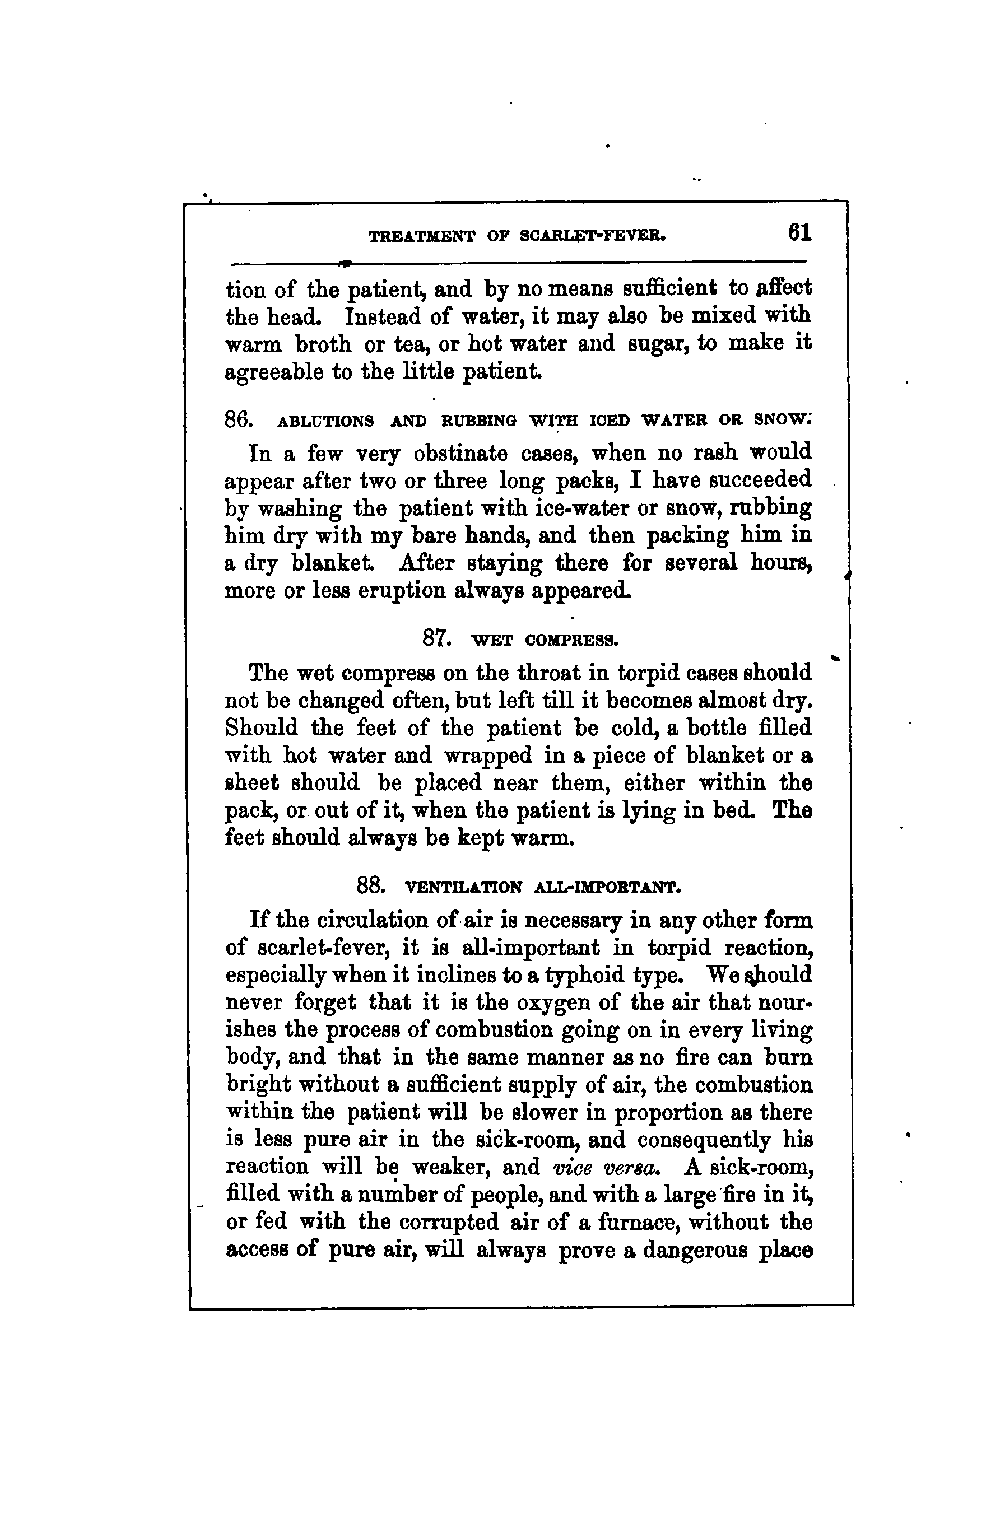 TREATMENT OF SCARLET-FEVER. 61
tion of the patient, and by no means sufficient to affect
the head. Instead of water, it may also be mixed with
warm broth or tea, or hot water and sugar, to make it
agreeable to the little patient.
86. ABLUTIONS AND RUBBING WITH ICED WATER OR SNOW.
In a few very obstinate cases, when no rash would
appear after two or three long packs, I have succeeded
by washing the patient with ice-water or snow, rubbing
him dry with my bare hands, and then packing him in
a dry blanket. After staying there for several hours,
more or less eruption always appeared.
87. WET COMPRESS.
The wet compress on the throat in torpid cases should
not be changed often, but left till it becomes almost dry.
Should the feet of the patient be cold, a bottle filled
with hot water and wrapped in a piece of blanket or a
sheet should be placed near them, either within the
pack, or out of it, when the patient is lying in bed. The
feet should always be kept warm.
88. VENTILATION ALL-IMPORTANT.
If the circulation of air is necessary in any other form
of scarlet-fever, it is all-important in torpid reaction,
especially when it inclines to a typhoid type. We should
never forget that it is the oxygen of the air that nour-
ishes the process of combustion going on in every living
body, and that in the same manner as no fire can burn
bright without a sufficient supply of air, the combustion
within the patient will be slower in proportion as there
is less pure air in the sick-room, and consequently his
reaction will be weaker, and vice versa. A sick-room,
filled with a number of people, and with a large fire in it,
or fed with the corrupted air of a furnace, without the
access of pure air, will always prove a dangerous place